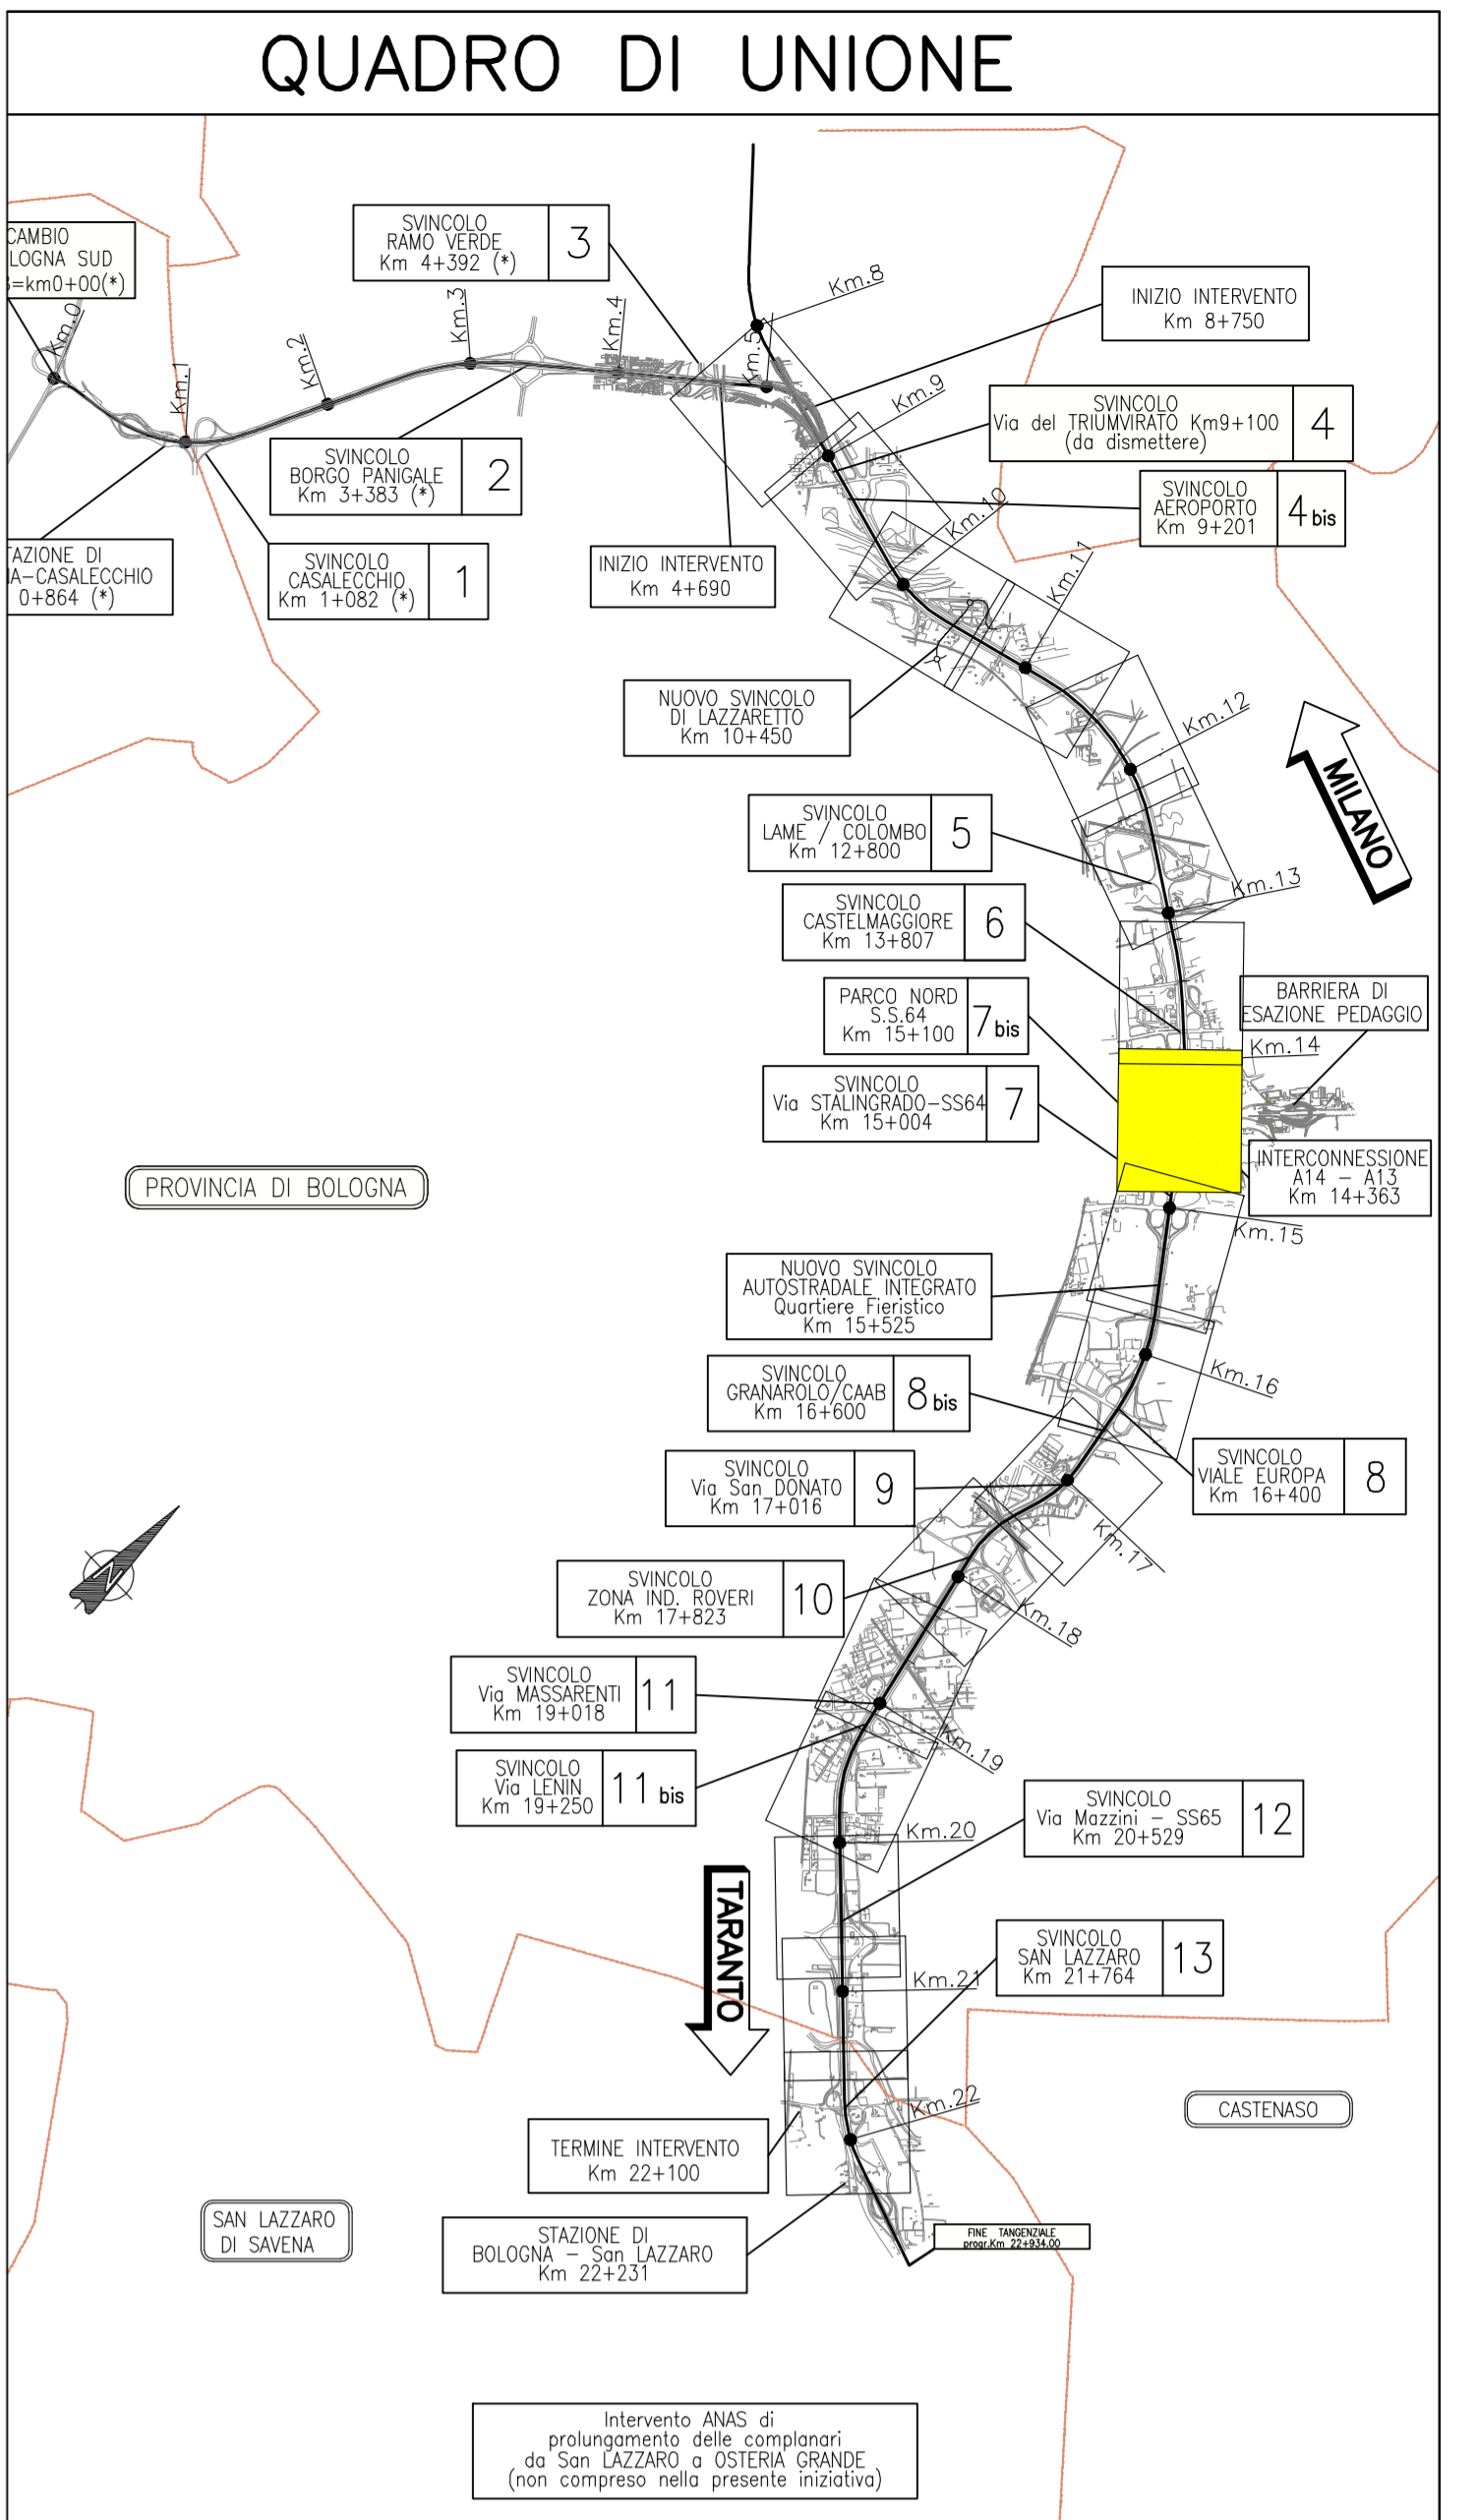 QUADRO DI UNIONE
CAMBIO
LOGNA SUD
=km0+00(*)
SVINCOLO
RAMO VERDE
Km 4+392 (*)
3
INIZIO INTERVENTO
Km 8+750
Km.0
Km.1
Km.2
Km.3
Km.4
Km.5
Km.8
Km.9
SVINCOLO
Via del TRIUMVIRATO Km9+100
(da dismettere)
4
SVINCOLO
BORGO PANIGALE
Km 3+383 (*)
2
SVINCOLO
AEROPORTO
Km 9+201
4 bis
Km.10
TAZIONE DI
IA-CASALECCHIO
0+864 (*)
SVINCOLO
CASALECCHIO
Km 1+082 (*)
1
INIZIO INTERVENTO
Km 4+690
Km.11
NUOVO SVINCOLO
DI LAZZARETTO
Km 10+450
Km.12
MILANO
SVINCOLO
LAME / COLOMBO
Km 12+800
5
Km.13
SVINCOLO
CASTELMAGGIORE
Km 13+807
6
PARCO NORD
S.S.64
Km 15+100
7 bis
BARRIERA DI
ESAZIONE PEDAGGIO
Km.14
SVINCOLO
Via STALINGRADO-SS64
Km 15+004
7
INTERCONNESSIONE
A14 - A13
Km 14+363
PROVINCIA DI BOLOGNA
Km.15
NUOVO SVINCOLO
AUTOSTRADALE INTEGRATO
Quartiere Fieristico
Km 15+525
Km.16
SVINCOLO
GRANAROLO/CAAB
Km 16+600
8 bis
SVINCOLO
VIALE EUROPA
Km 16+400
8
SVINCOLO
Via San DONATO
Km 17+016
9
Km.17
N
SVINCOLO
ZONA IND. ROVERI
Km 17+823
10
Km.18
SVINCOLO
Via MASSARENTI
Km 19+018
11
Km.19
SVINCOLO
Via LENIN
Km 19+250
11 bis
SVINCOLO
Via Mazzini - SS65
Km 20+529
12
Km.20
TARANTO
SVINCOLO
SAN LAZZARO
Km 21+764
13
Km.21
Km.22
CASTENASO
TERMINE INTERVENTO
Km 22+100
SAN LAZZARO
DI SAVENA
STAZIONE DI
BOLOGNA - San LAZZARO
Km 22+231
FINE TANGENZIALE
progr.Km 22+934.00
Intervento ANAS di
prolungamento delle complanari
da San LAZZARO a OSTERIA GRANDE
(non compreso nella presente iniziativa)